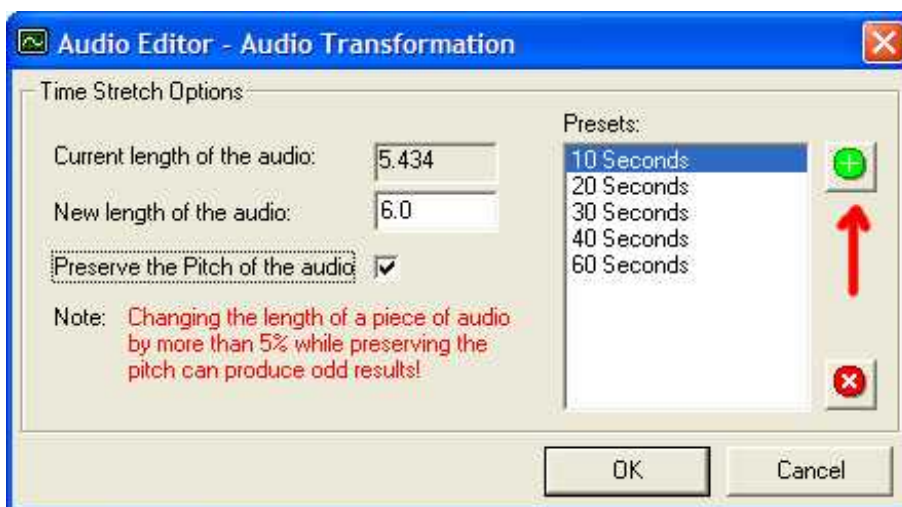 Audio Editor - Audio Transformation
Time Stretch Options
Current length of the audio: 5.434
New length of the audio: 6.0
Preserve the Pitch of the audio
Note: Changing the length of a piece of audio
by more than 5% while preserving the
pitch can produce odd results!
Presets:
10 Seconds
20 Seconds
30 Seconds
40 Seconds
60 Seconds
OK Cancel